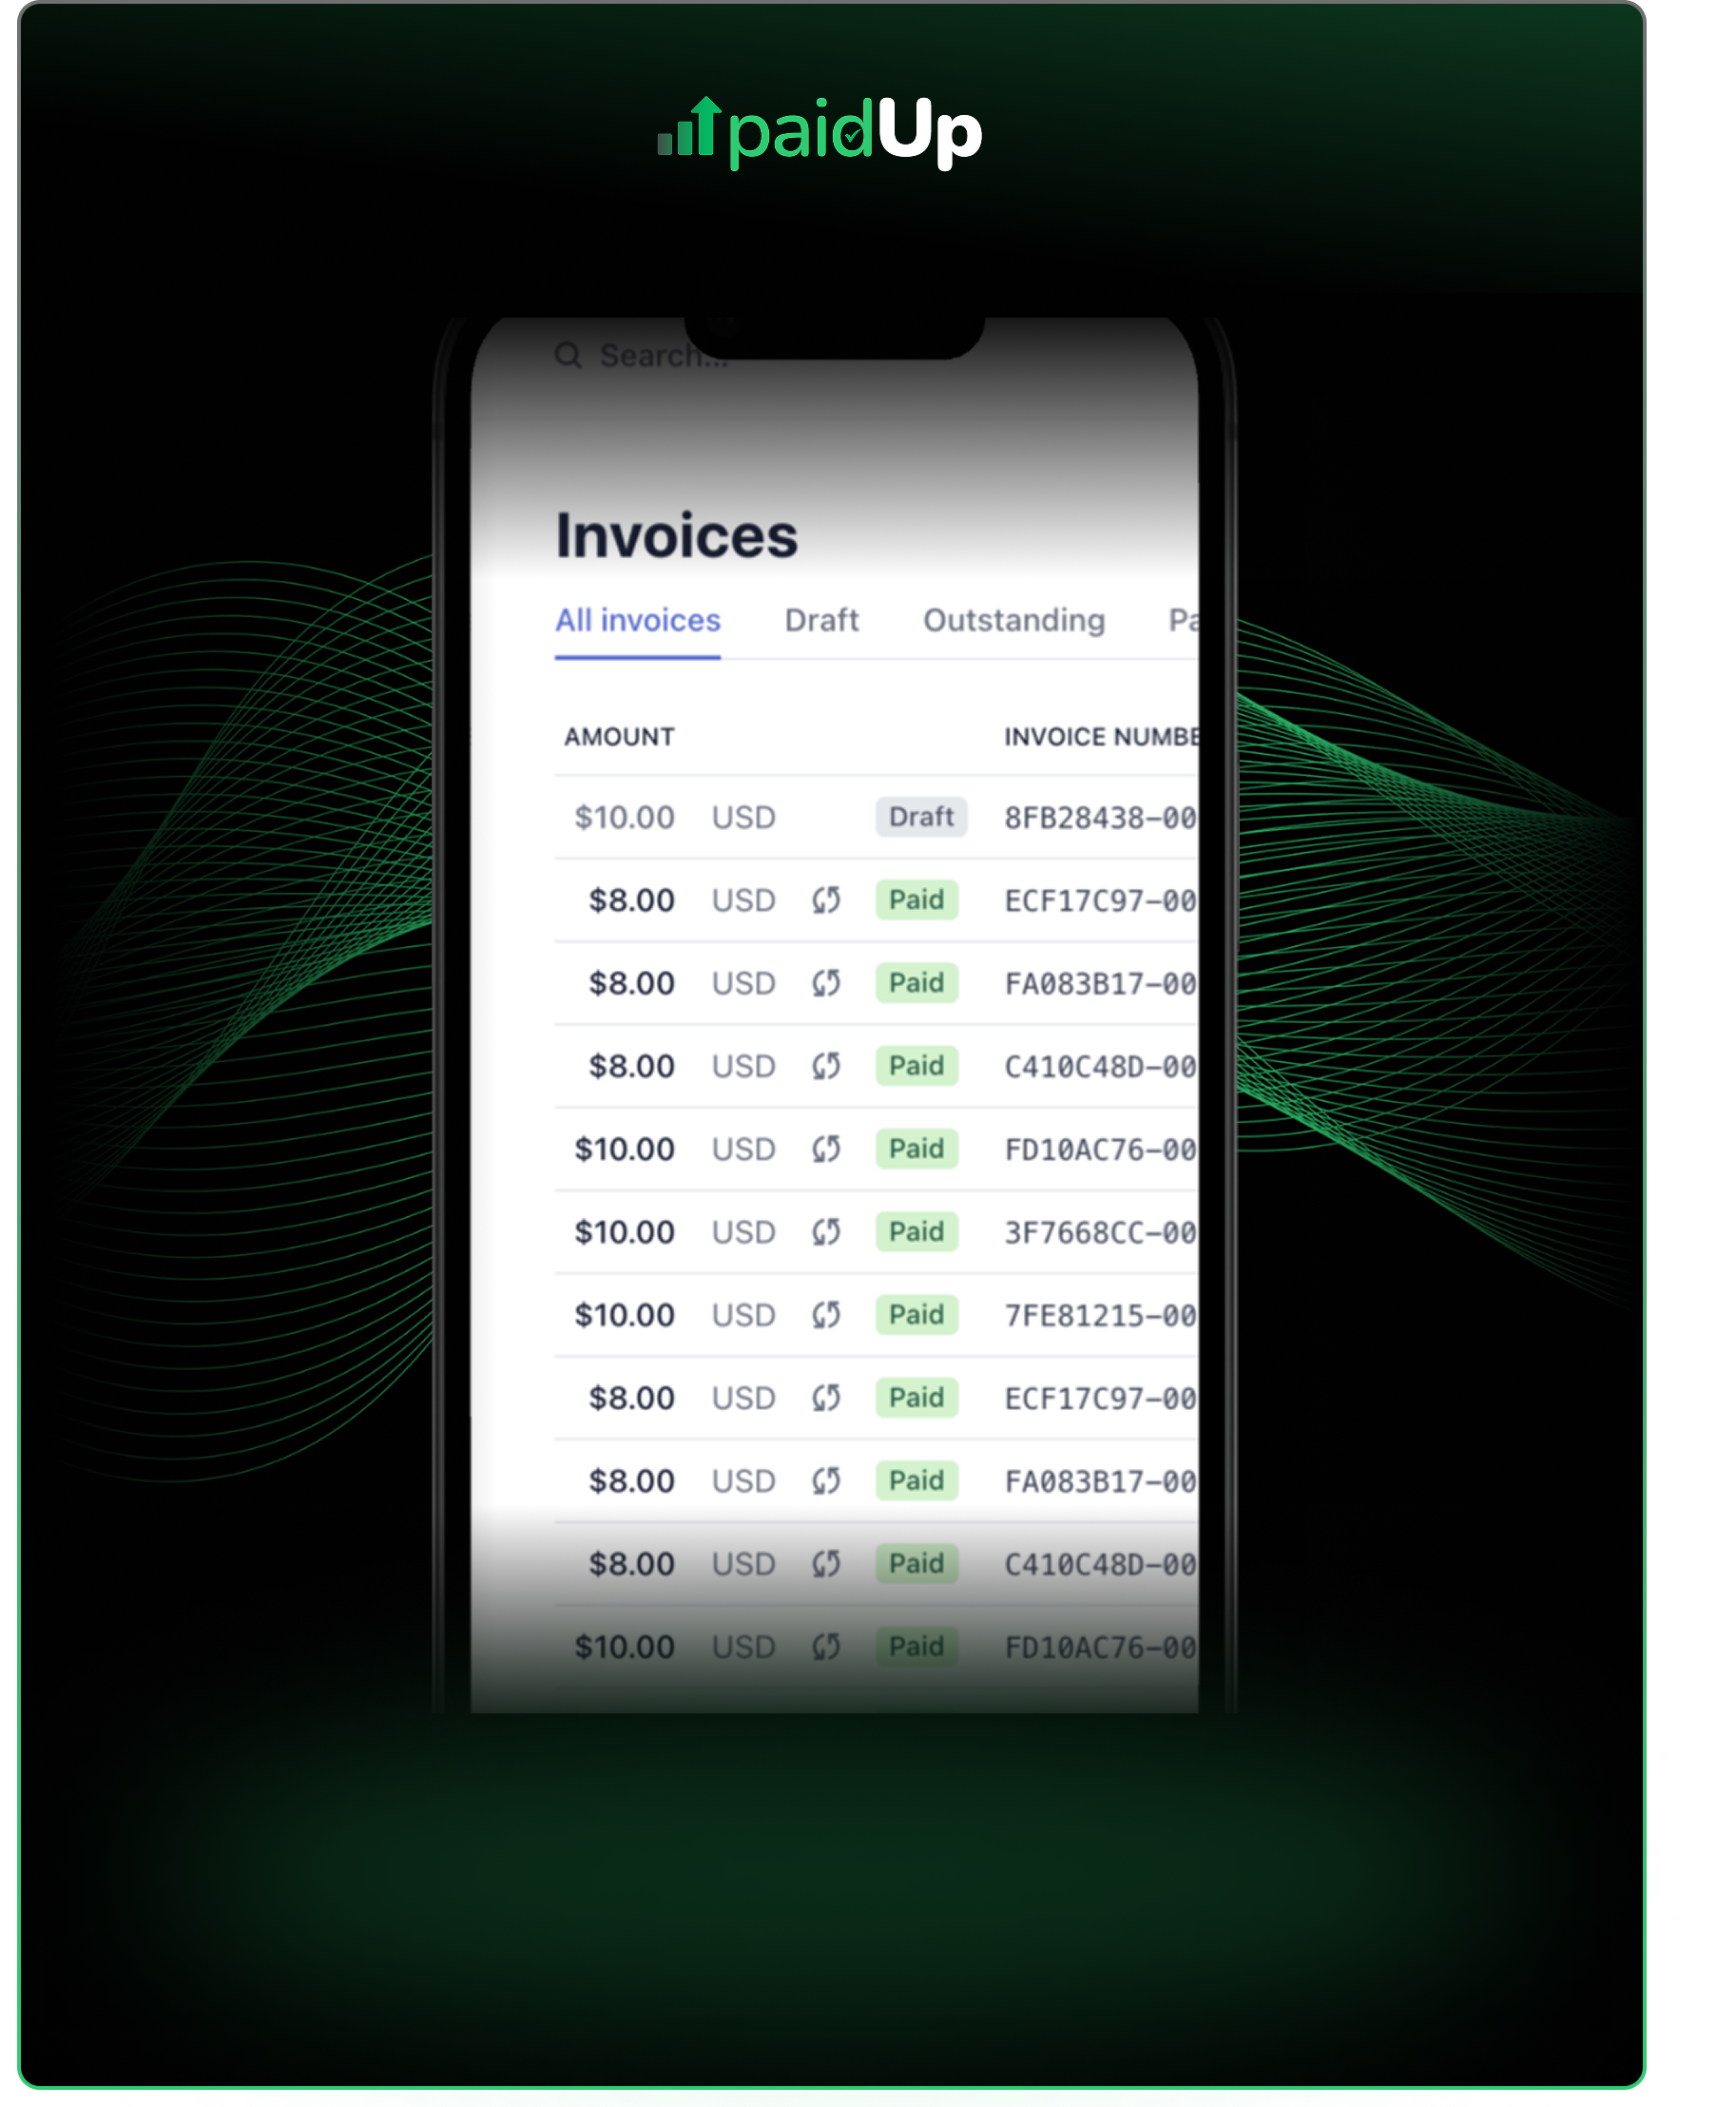 paidUp
Search...
Invoices
All invoices Draft Outstanding Pa
AMOUNT INVOICE NUMBE
$10.00 USD Draft 8FB28438–00
$8.00 USD Paid ECF17C97–00
$8.00 USD Paid FA083B17–00
$8.00 USD Paid C410C48D–00
$10.00 USD Paid FD10AC76–00
$10.00 USD Paid 3F7668CC–00
$10.00 USD Paid 7FE81215–00
$8.00 USD Paid ECF17C97–00
$8.00 USD Paid FA083B17–00
$8.00 USD Paid C410C48D–00
$10.00 USD Paid FD10AC76–00